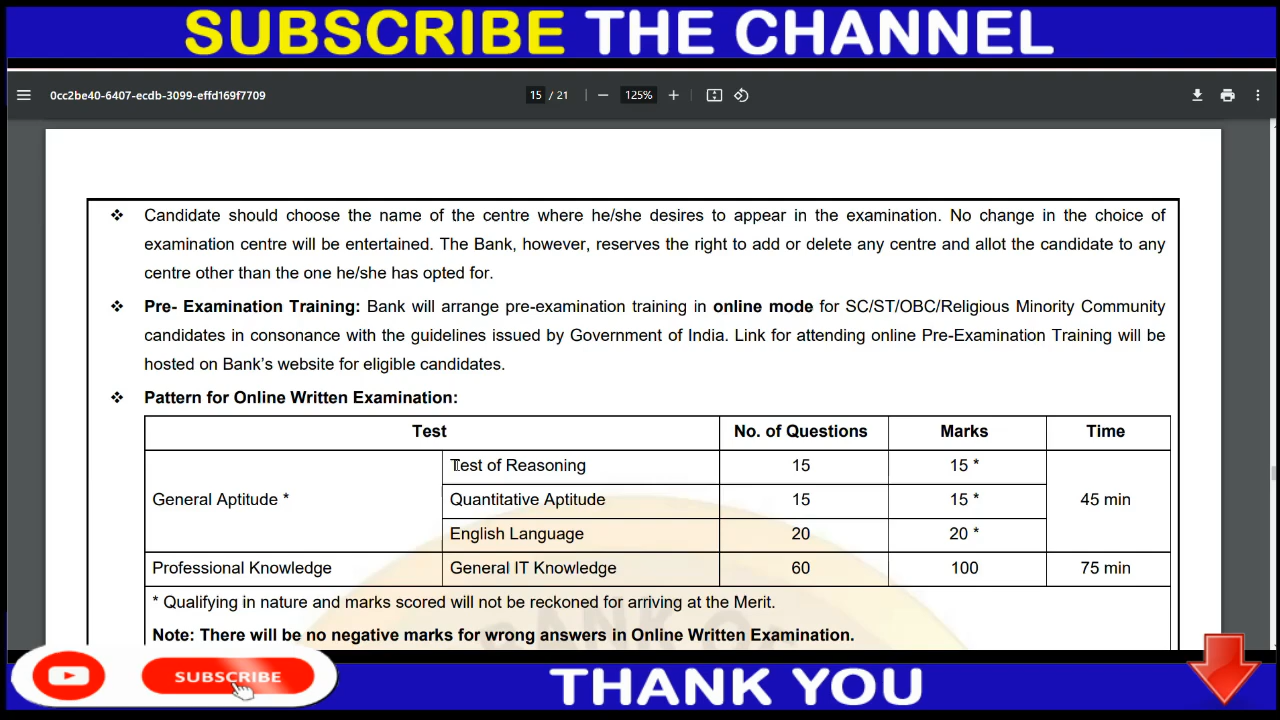 SUBSCRIBE THE CHANNEL
0cc2be40-6407-ecdb-3099-effd169f7709
15 / 21
125%
❖ Candidate should choose the name of the centre where he/she desires to appear in the examination. No change in the choice of
examination centre will be entertained. The Bank, however, reserves the right to add or delete any centre and allot the candidate to any
centre other than the one he/she has opted for.
❖ Pre- Examination Training: Bank will arrange pre-examination training in online mode for SC/ST/OBC/Religious Minority Community
candidates in consonance with the guidelines issued by Government of India. Link for attending online Pre-Examination Training will be
hosted on Bank's website for eligible candidates.
❖ Pattern for Online Written Examination:
Test No. of Questions Marks Time
Test of Reasoning 15 15 *
General Aptitude * Quantitative Aptitude 15 15 * 45 min
English Language 20 20 *
Professional Knowledge General IT Knowledge 60 100 75 min
* Qualifying in nature and marks scored will not be reckoned for arriving at the Merit.
Note: There will be no negative marks for wrong answers in Online Written Examination.
BANK OF
SUBSCRIBE
THANK YOU